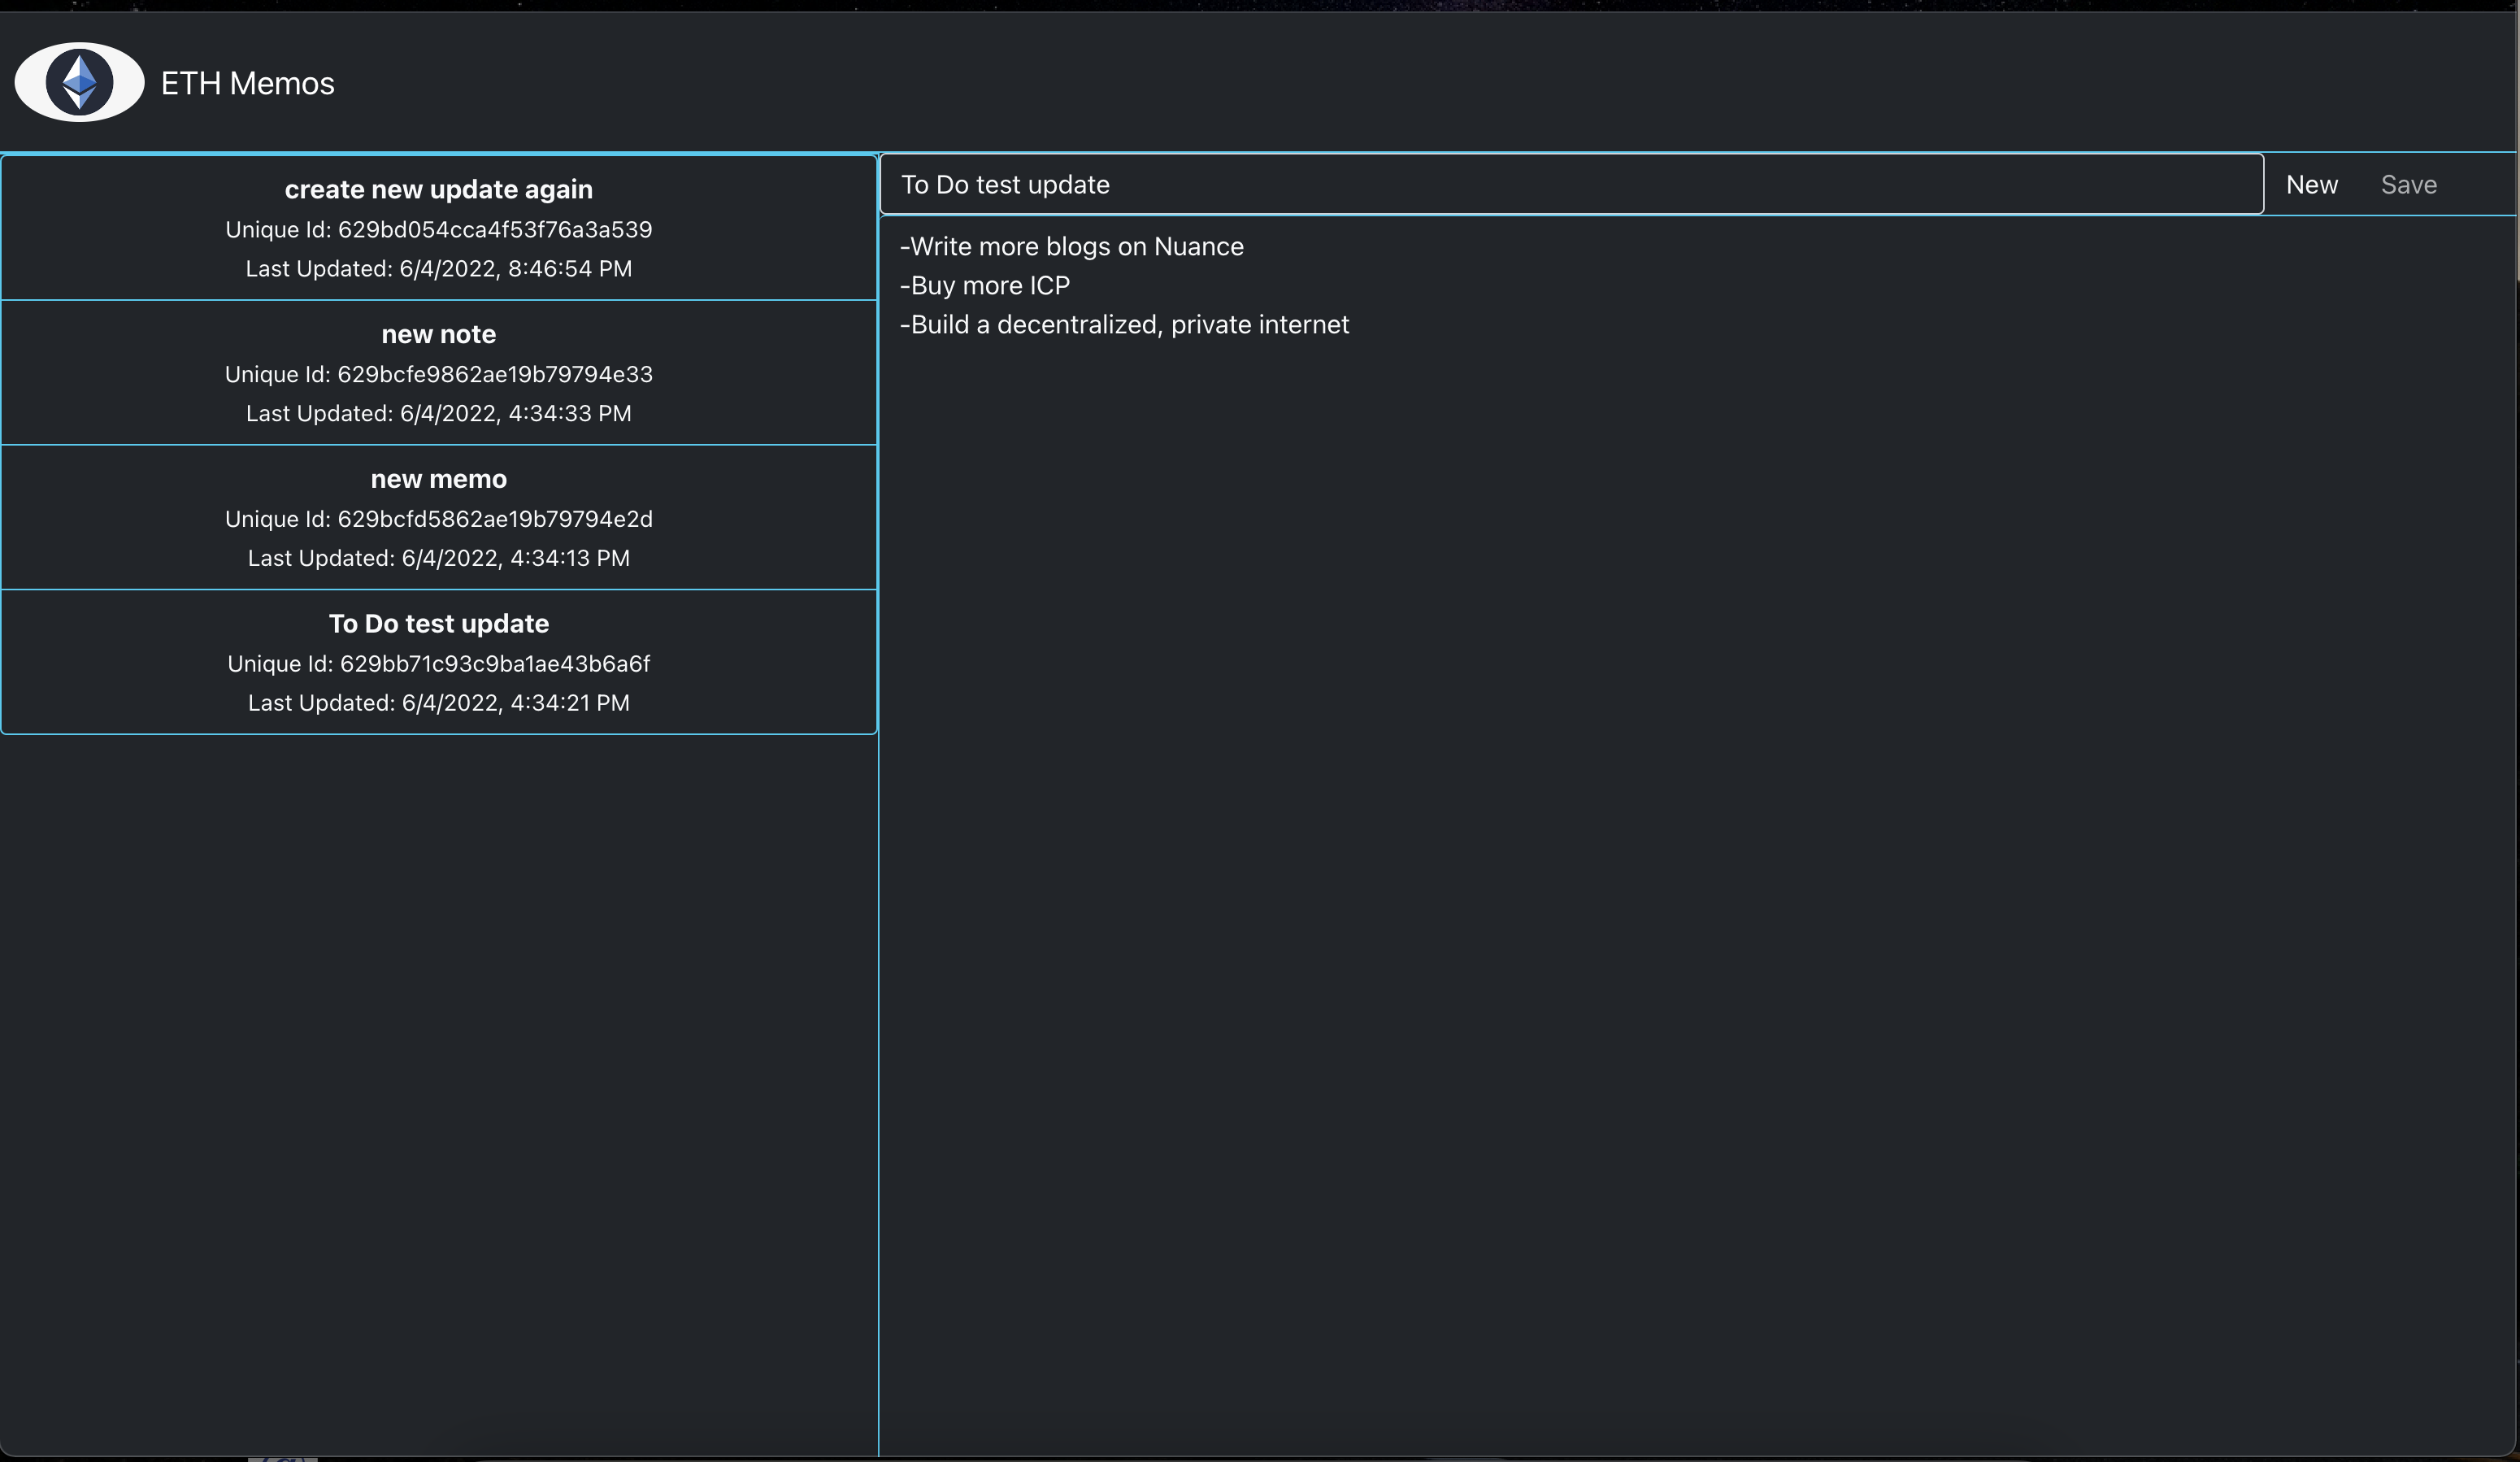 ETH Memos
create new update again
Unique Id: 629bd054cca4f53f76a3a539
Last Updated: 6/4/2022, 8:46:54 PM
new note
Unique Id: 629bcfe9862ae19b79794e33
Last Updated: 6/4/2022, 4:34:33 PM
new memo
Unique Id: 629bcfd5862ae19b79794e2d
Last Updated: 6/4/2022, 4:34:13 PM
To Do test update
Unique Id: 629bb71c93c9ba1ae43b6a6f
Last Updated: 6/4/2022, 4:34:21 PM
To Do test update
New Save
-Write more blogs on Nuance
-Buy more ICP
-Build a decentralized, private internet